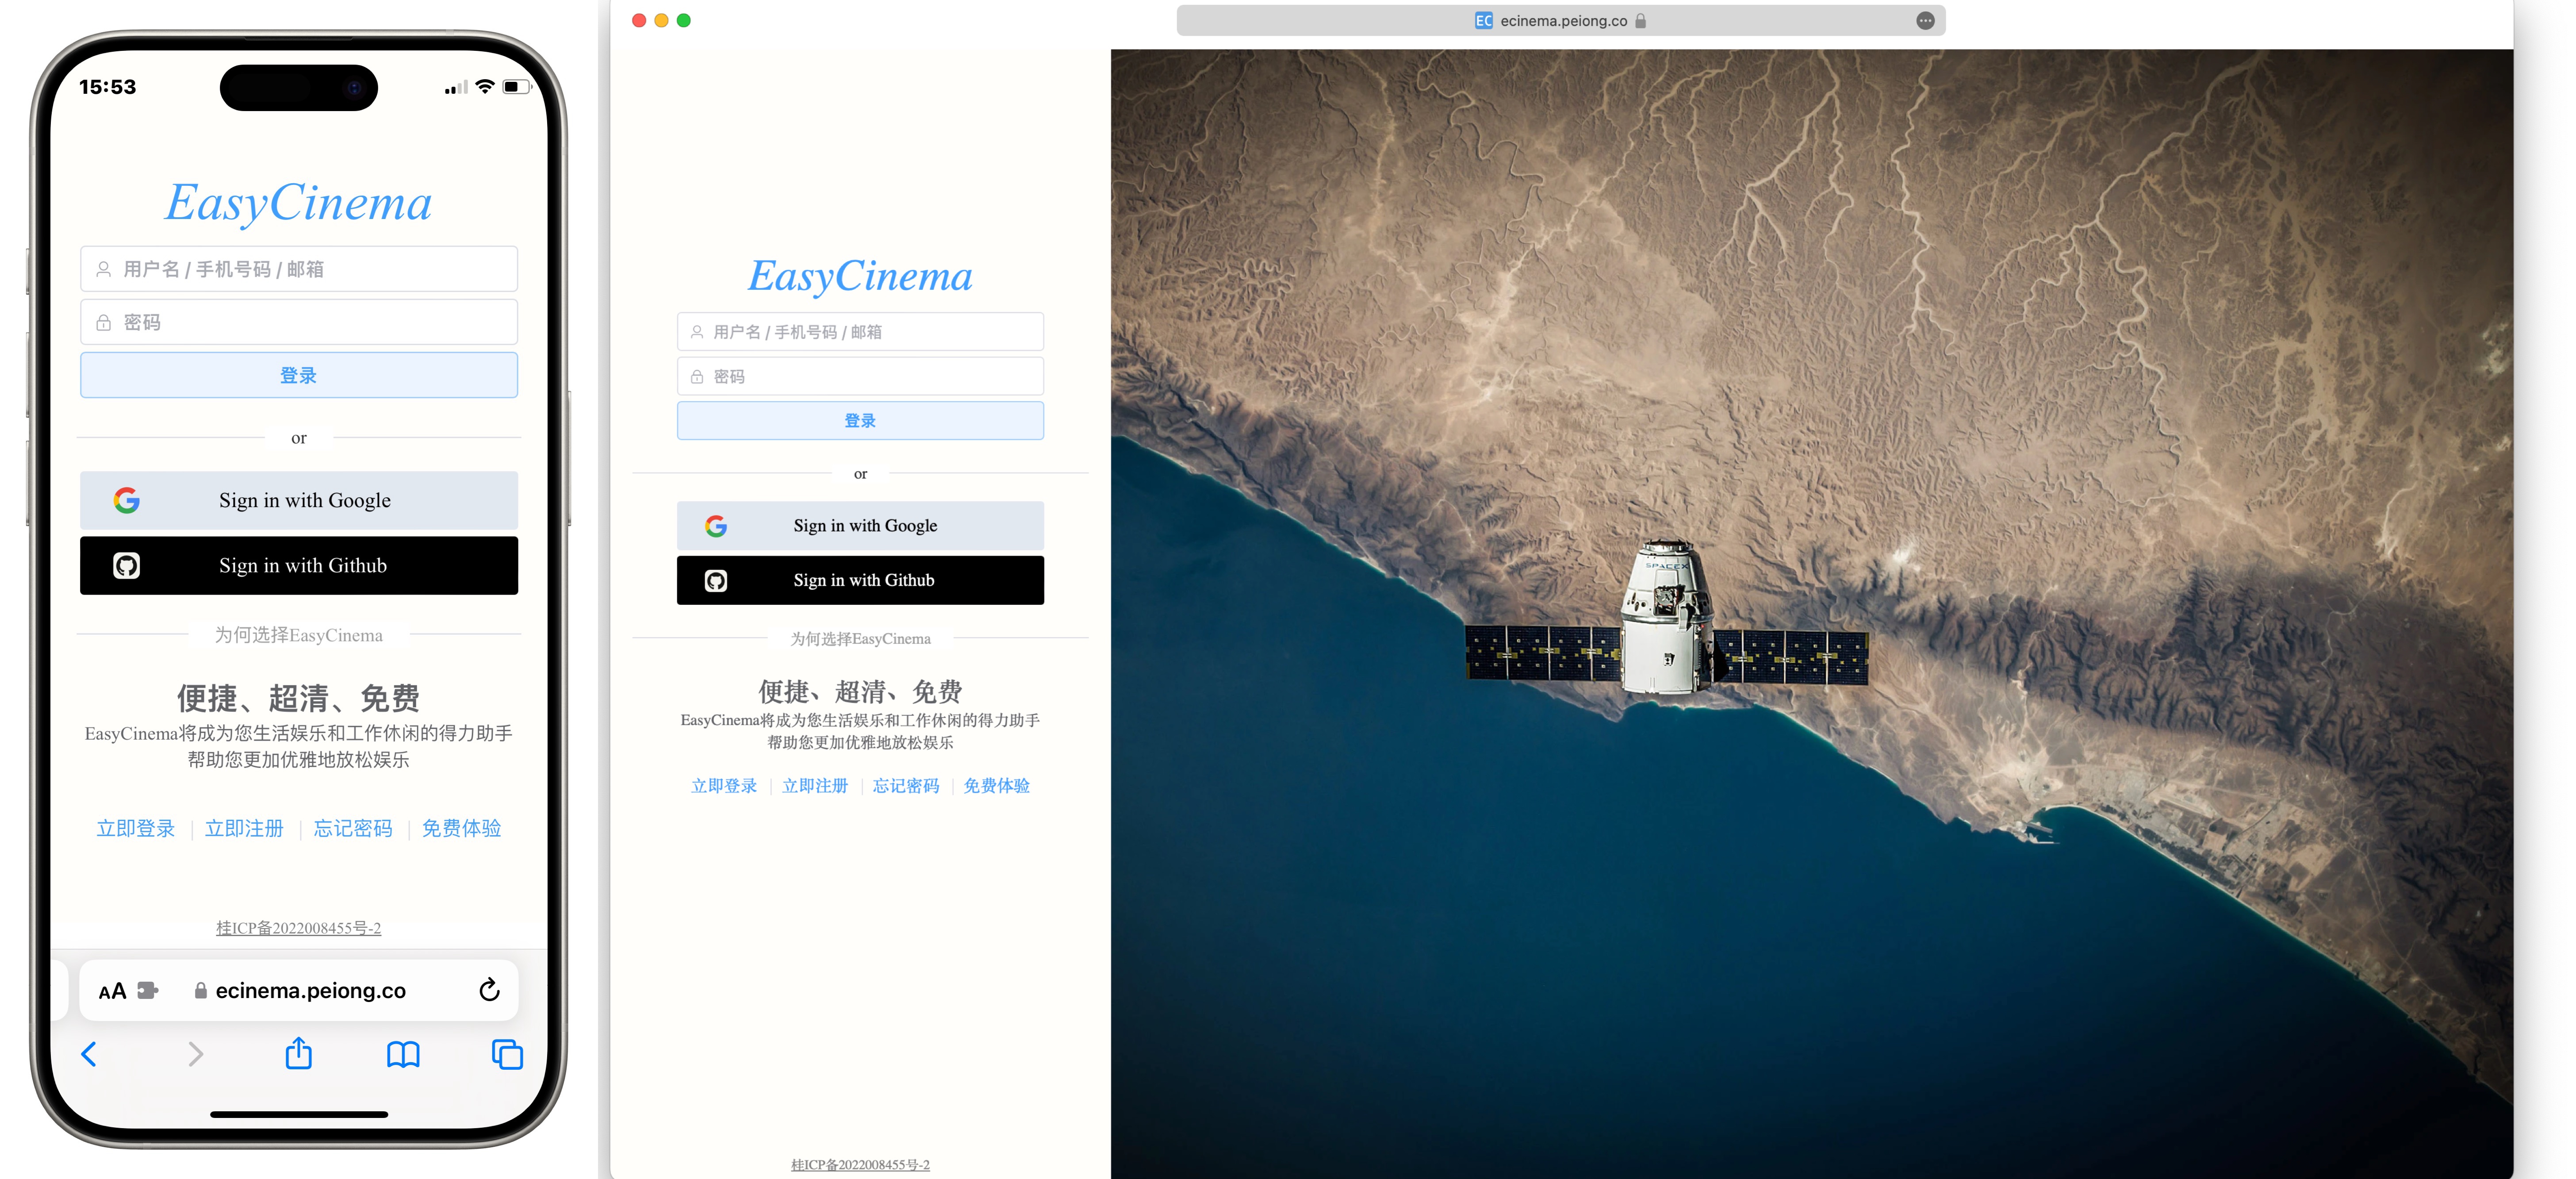 15:53
EasyCinema
用户名 / 手机号码 / 邮箱
密码
登录
or
Sign in with Google
Sign in with Github
为何选择EasyCinema
便捷、超清、免费
EasyCinema将成为您生活娱乐和工作休闲的得力助手
帮助您更加优雅地放松娱乐
立即登录 | 立即注册 | 忘记密码 | 免费体验
桂ICP备2022008455号-2
AA ecinema.peiong.co
EC ecinema.peiong.co
EasyCinema
用户名 / 手机号码 / 邮箱
密码
登录
or
Sign in with Google
Sign in with Github
为何选择EasyCinema
便捷、超清、免费
EasyCinema将成为您生活娱乐和工作休闲的得力助手
帮助您更加优雅地放松娱乐
立即登录 | 立即注册 | 忘记密码 | 免费体验
桂ICP备2022008455号-2
SPACEX